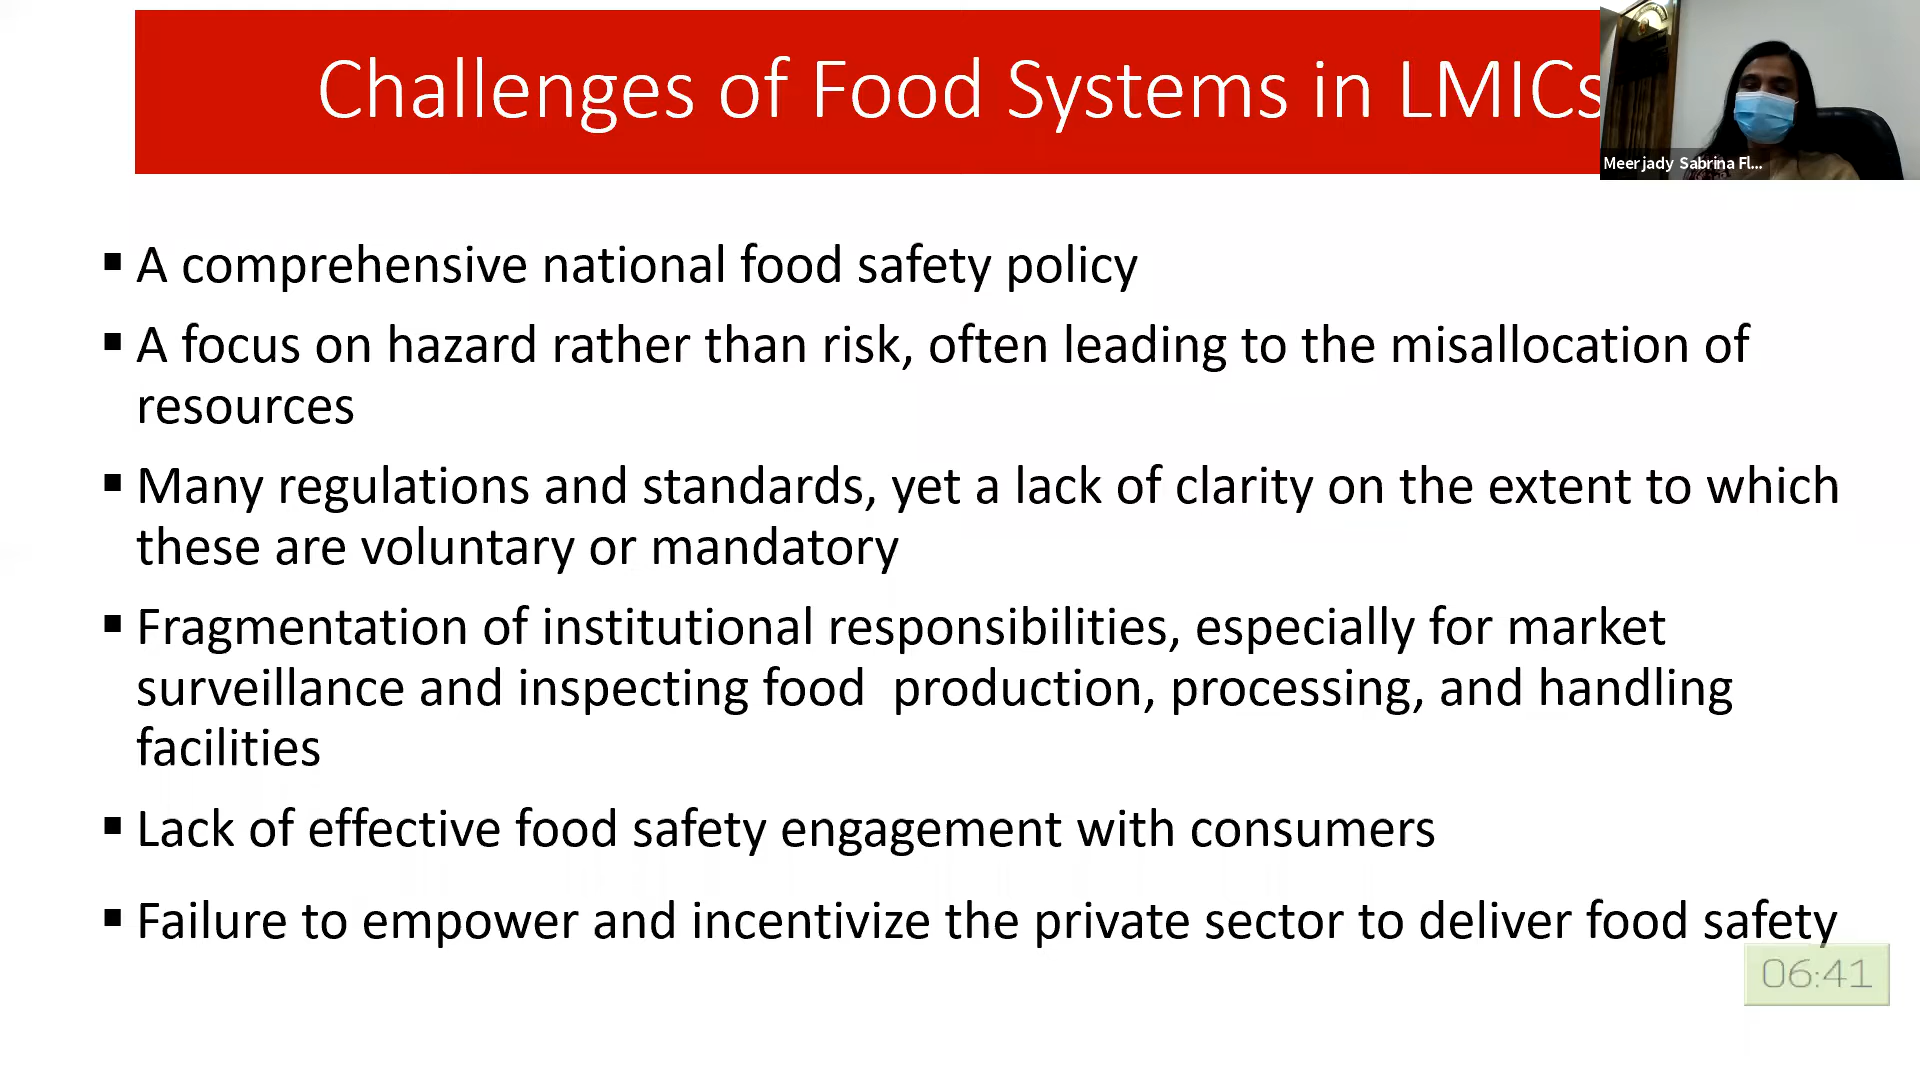 Challenges of Food Systems in LMICs
Meerjady Sabrina Fl...
▪ A comprehensive national food safety policy
▪ A focus on hazard rather than risk, often leading to the misallocation of
resources
▪ Many regulations and standards, yet a lack of clarity on the extent to which
these are voluntary or mandatory
▪ Fragmentation of institutional responsibilities, especially for market
surveillance and inspecting food  production, processing, and handling
facilities
▪ Lack of effective food safety engagement with consumers
▪ Failure to empower and incentivize the private sector to deliver food safety
06:41